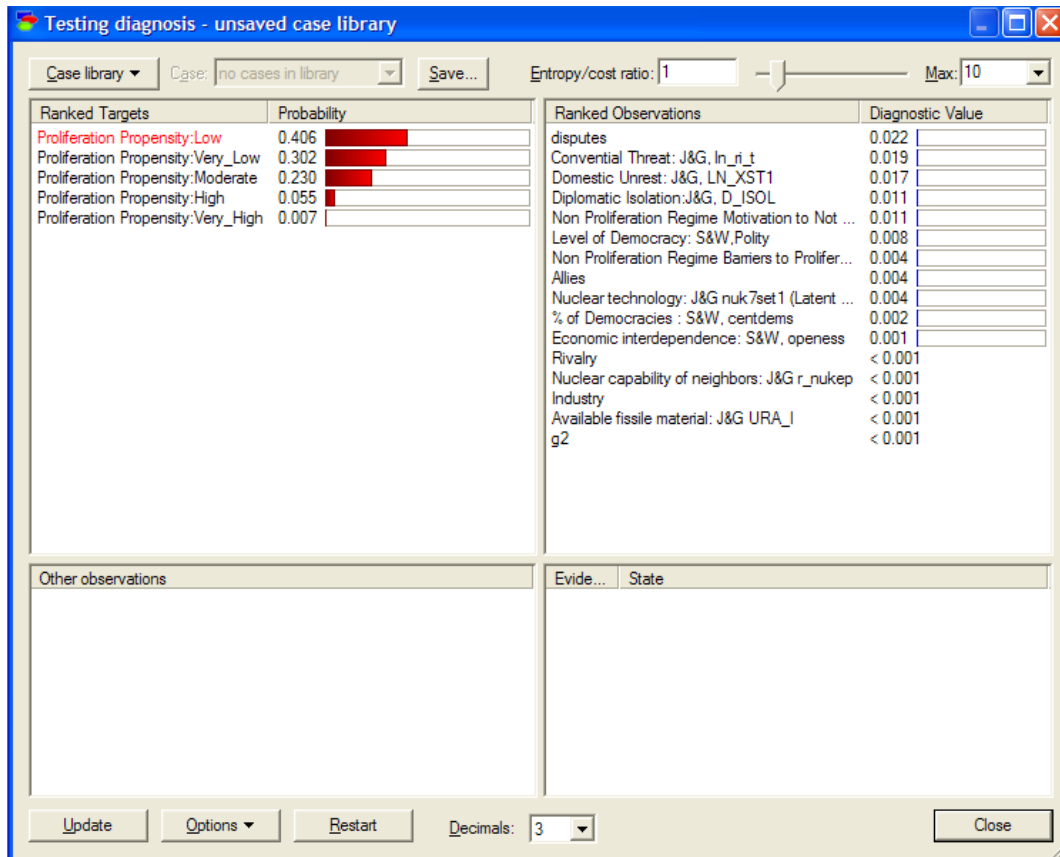 Testing diagnosis - unsaved case library
Case library Case: no cases in library Save... Entropy/cost ratio: 1 Max: 10
Ranked Targets Probability
Proliferation Propensity:Low 0.406
Proliferation Propensity:Very_Low 0.302
Proliferation Propensity:Moderate 0.230
Proliferation Propensity:High 0.055
Proliferation Propensity:Very_High 0.007
Ranked Observations Diagnostic Value
disputes 0.022
Convential Threat: J&G, ln_ri_t 0.019
Domestic Unrest: J&G, LN_XST1 0.017
Diplomatic Isolation:J&G, D_ISOL 0.011
Non Proliferation Regime Motivation to Not ... 0.011
Level of Democracy: S&W,Polity 0.008
Non Proliferation Regime Barriers to Prolifer... 0.004
Allies 0.004
Nuclear technology: J&G nuk7set1 (Latent ... 0.004
% of Democracies : S&W, centdems 0.002
Economic interdependence: S&W, openess 0.001
Rivalry < 0.001
Nuclear capability of neighbors: J&G r_nukep < 0.001
Industry < 0.001
Available fissile material: J&G URA_I < 0.001
g2 < 0.001
Other observations
Evide... State
Update Options Restart Decimals: 3 Close